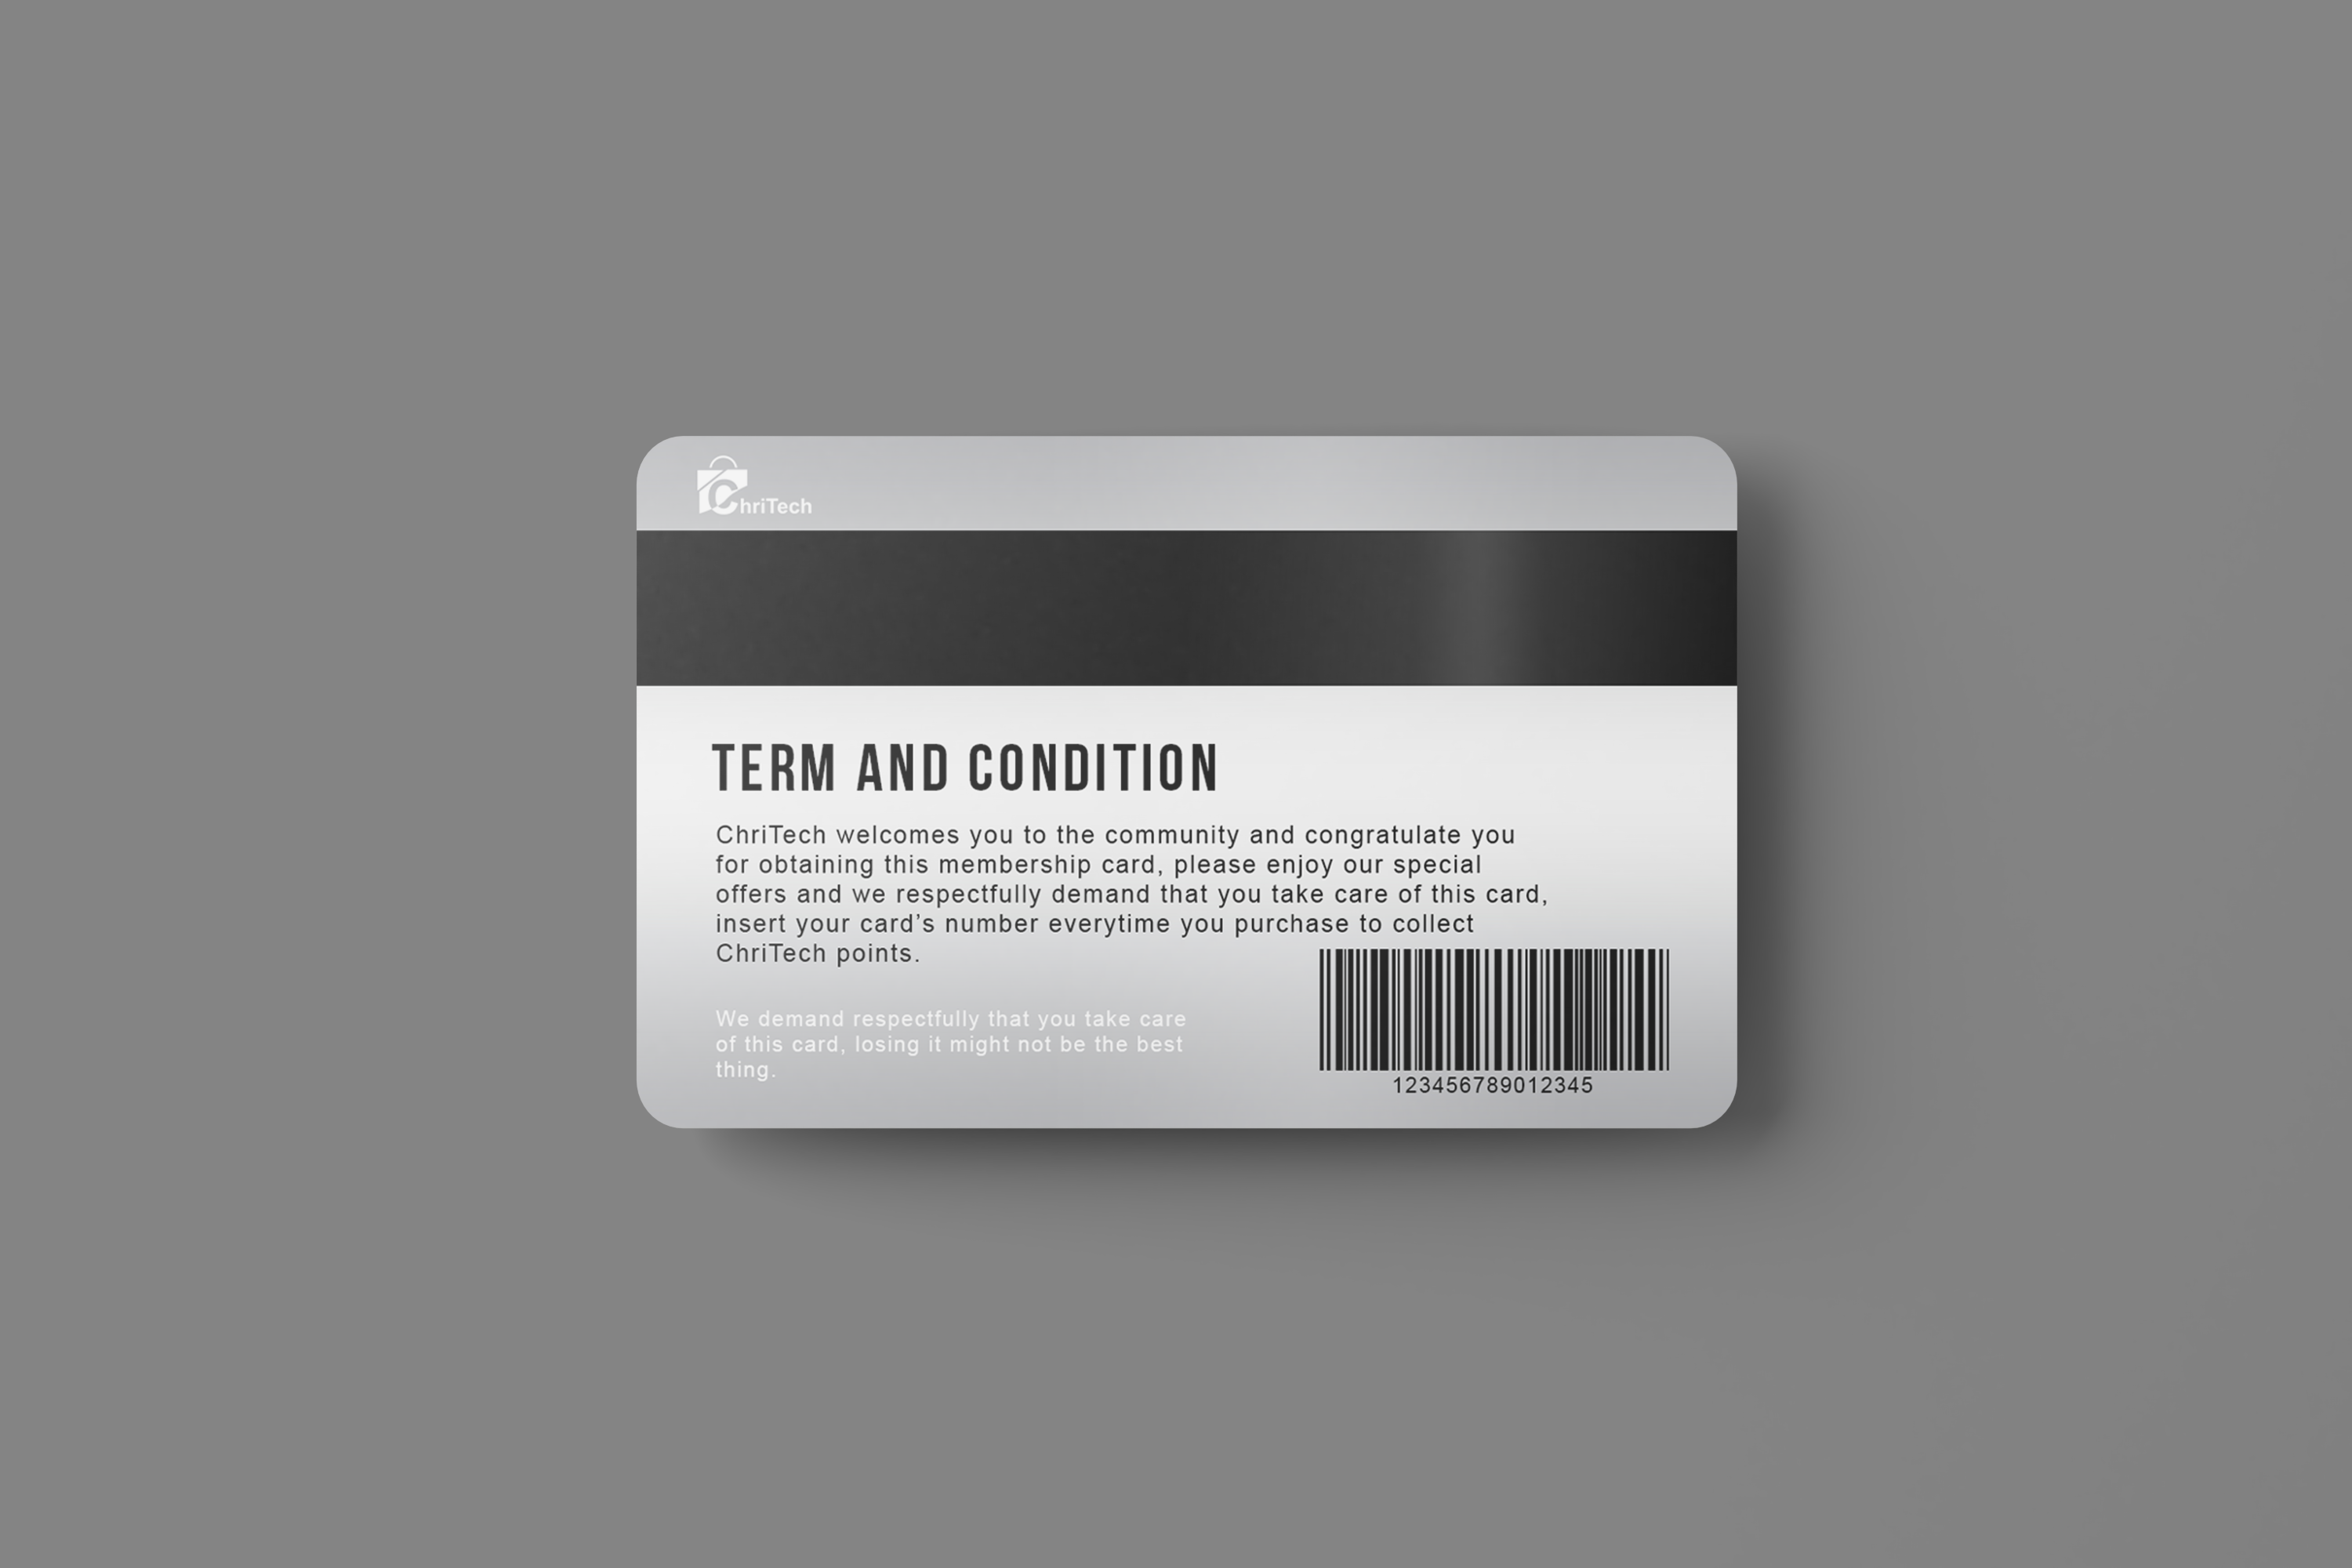 ChriTech
TERM AND CONDITION
ChriTech welcomes you to the community and congratulate you
for obtaining this membership card, please enjoy our special
offers and we respectfully demand that you take care of this card,
insert your card’s number everytime you purchase to collect
ChriTech points.
We demand respectfully that you take care
of this card, losing it might not be the best
thing.
123456789012345